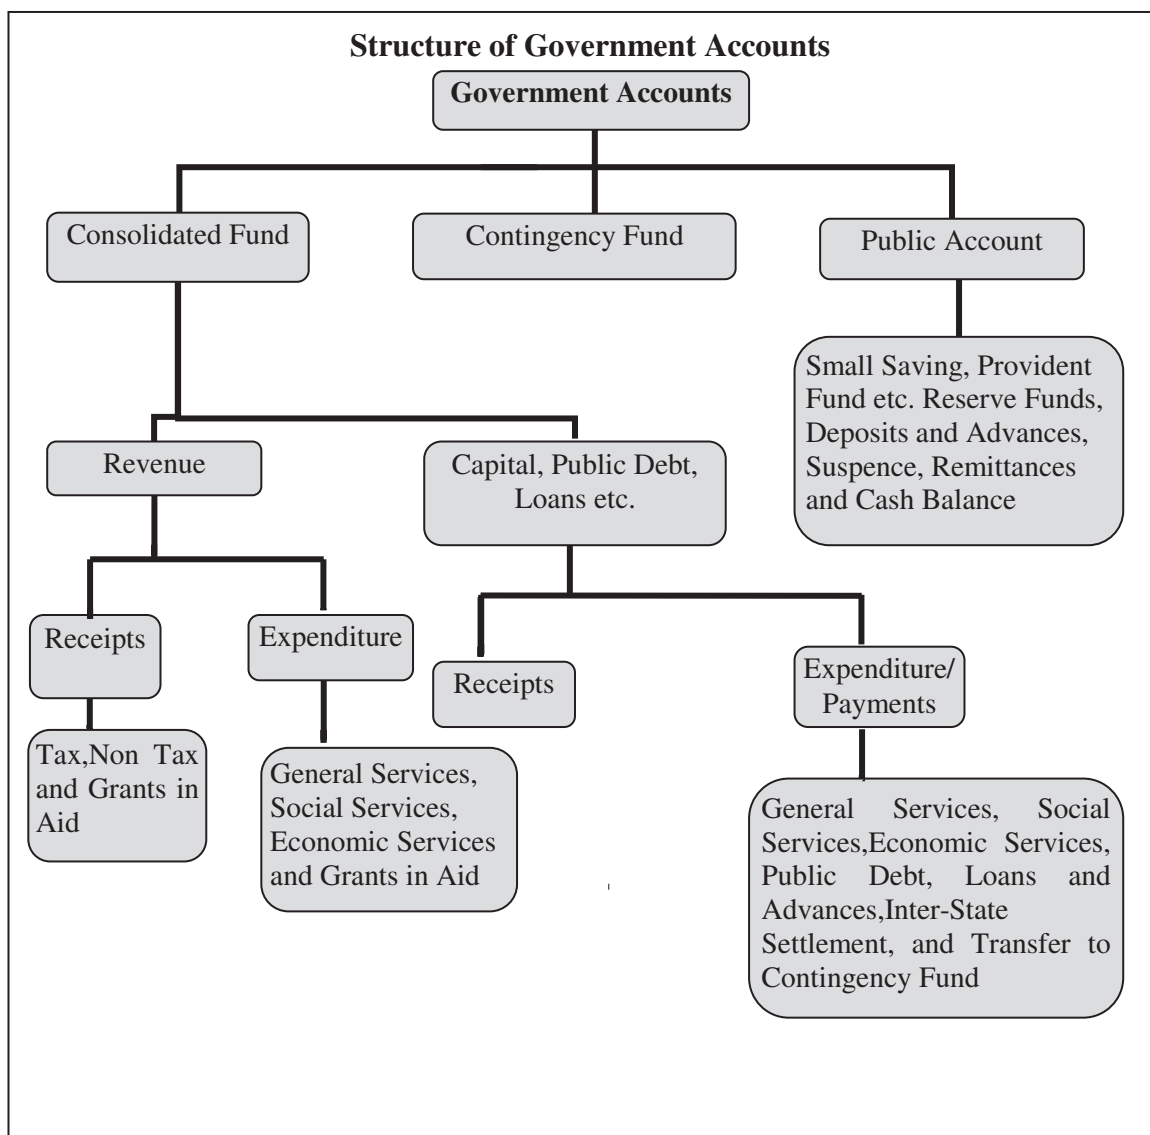 Structure of Government Accounts
Government Accounts
Consolidated Fund
Contingency Fund
Public Account
Small Saving, Provident
Fund etc. Reserve Funds,
Deposits and Advances,
Suspence, Remittances
and Cash Balance
Revenue
Capital, Public Debt,
Loans etc.
Receipts
Expenditure
Receipts
Expenditure/
Payments
Tax,Non Tax
and Grants in
Aid
General Services,
Social Services,
Economic Services
and Grants in Aid
General Services, Social
Services,Economic Services,
Public Debt, Loans and
Advances,Inter-State
Settlement, and Transfer to
Contingency Fund